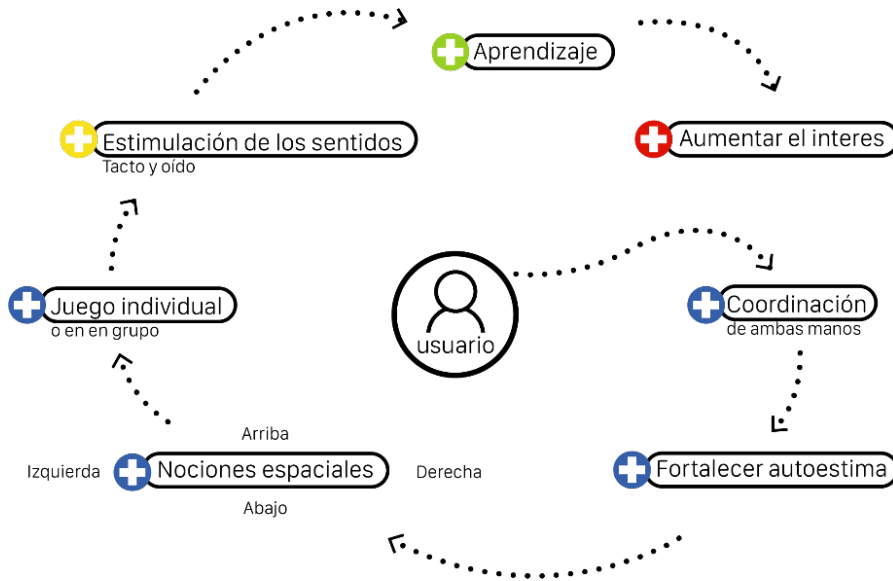 Aprendizaje
Estimulación de los sentidos
Tacto y oído
Aumentar el interes
Juego individual
o en en grupo
usuario
Coordinación
de ambas manos
Arriba
Izquierda
Nociones espaciales
Derecha
Abajo
Fortalecer autoestima